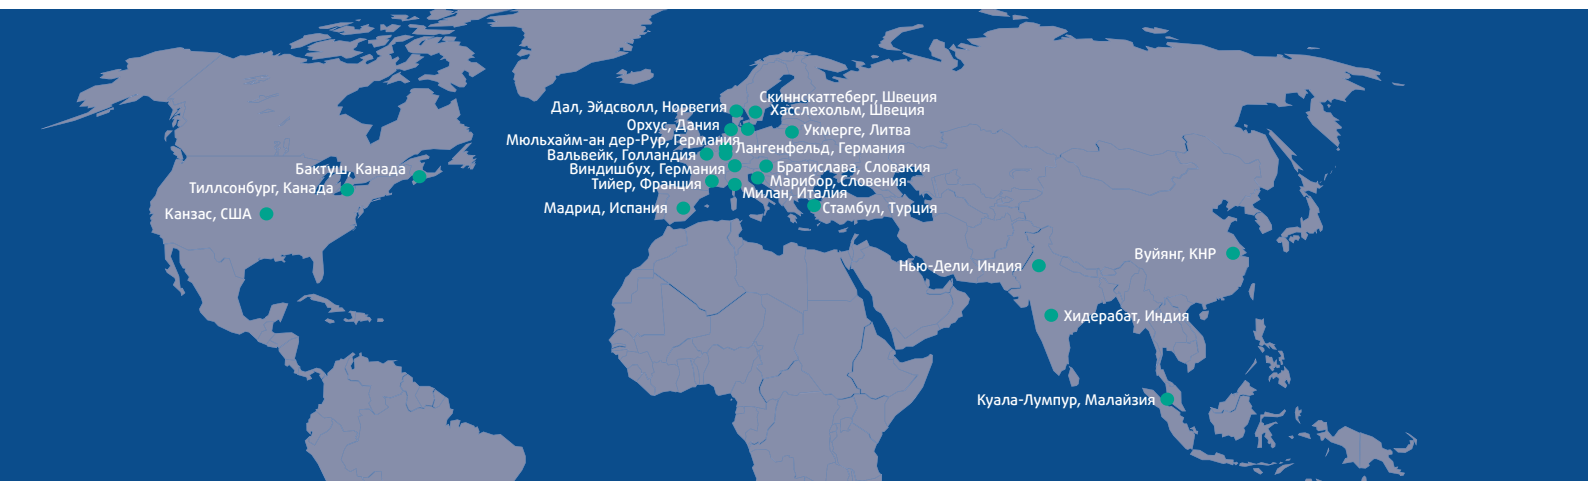 Скиннскаттеберг, Швеция
Дал, Эйдсволл, Норвегия
Хасслехольм, Швеция
Орхус, Дания
Укмерге, Литва
Мюльхайм-ан дер-Рур, Германия
Лангенфельд, Германия
Вальвейк, Голландия
Бактуш, Канада
Виндишбух, Германия
Братислава, Словакия
Тиллсонбург, Канада
Тийер, Франция
Марибор, Словения
Милан, Италия
Канзас, США
Мадрид, Испания
Стамбул, Турция
Вуйянг, КНР
Нью-Дели, Индия
Хидерабат, Индия
Куала-Лумпур, Малайзия